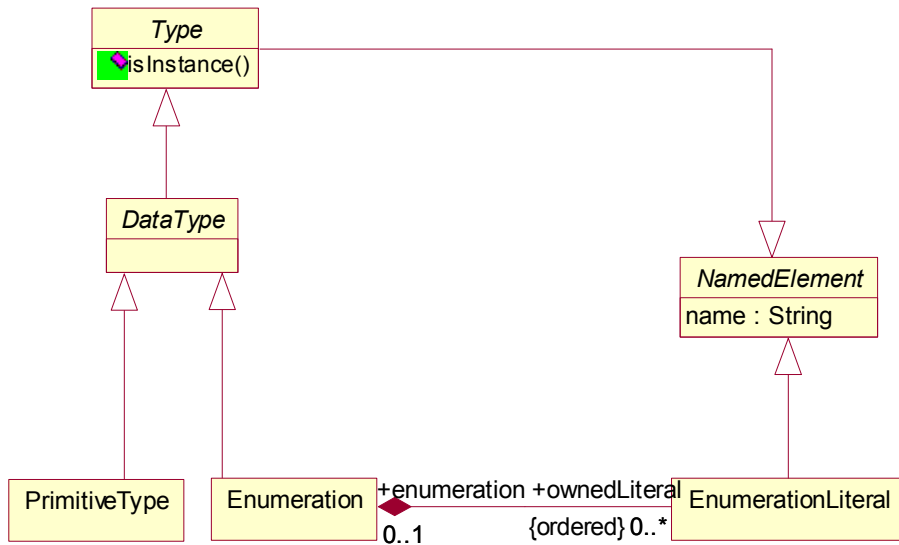 Type
isInstance()
DataType
NamedElement
name : String
PrimitiveType
Enumeration
+enumeration +ownedLiteral
0..1
{ordered} 0..*
EnumerationLiteral